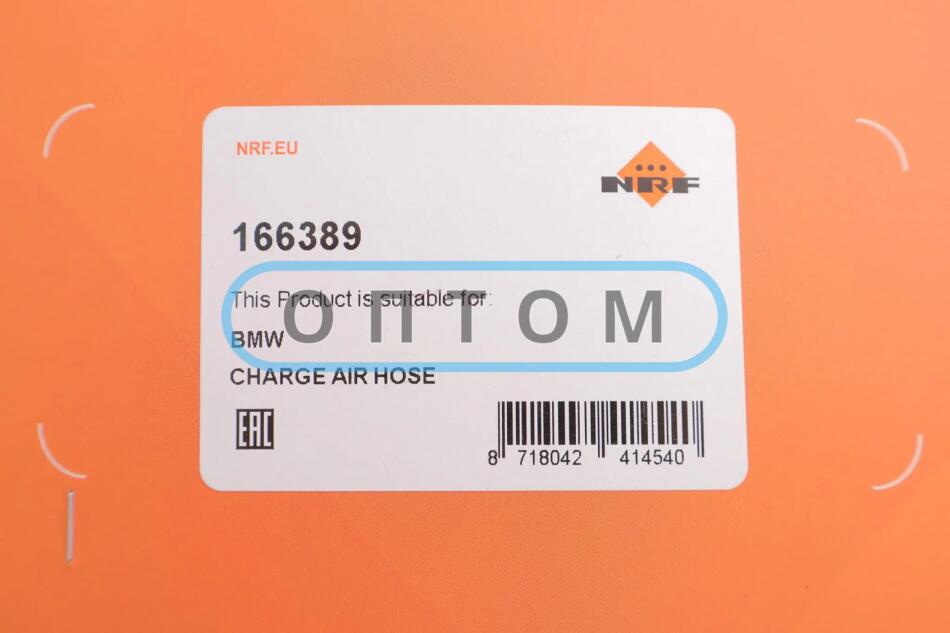 NRF.EU
NRF
166389
This Product is suitable for:
ОПТОМ
BMW
CHARGE AIR HOSE
EAC
8 718042 414540